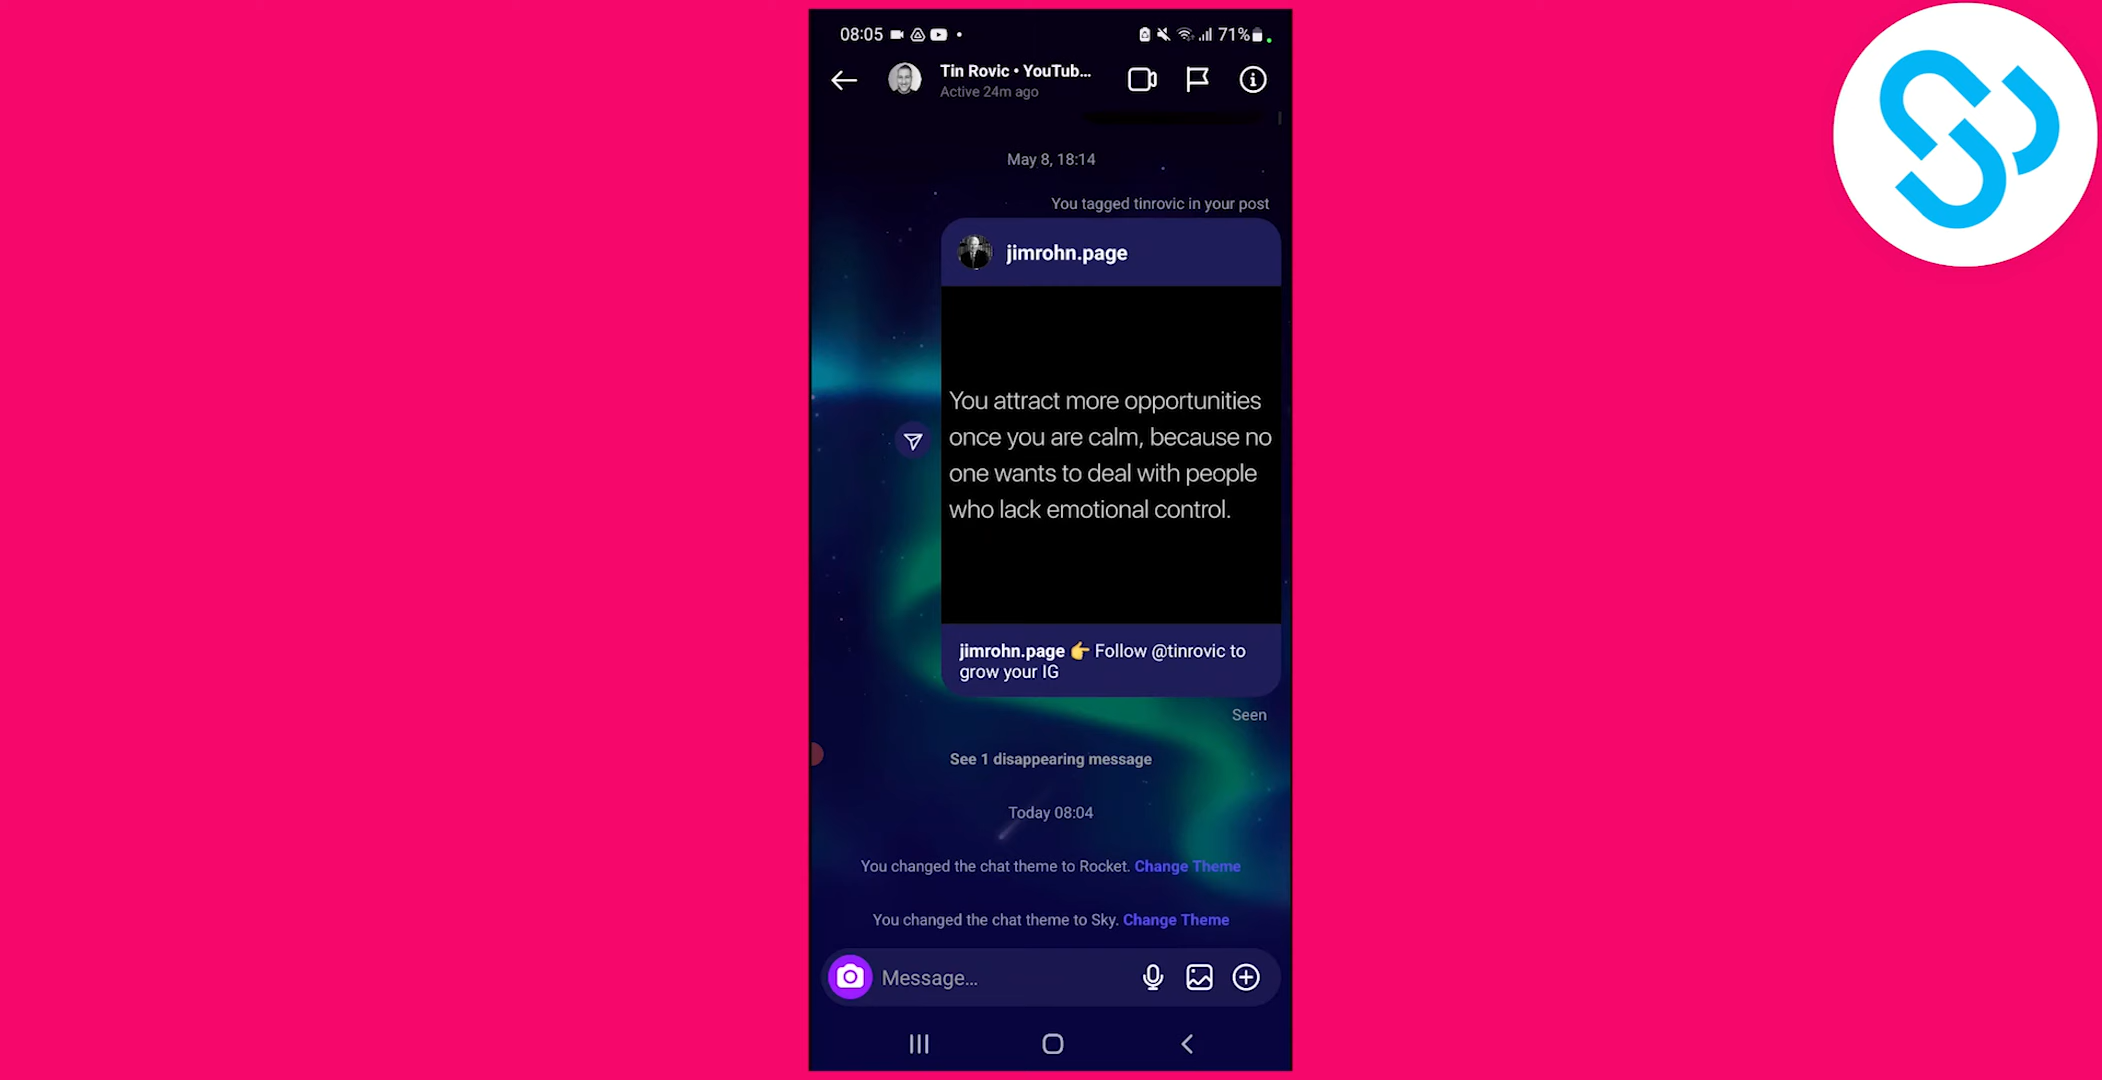 08:05
71%
Tin Rovic • YouTub...
Active 24m ago
May 8, 18:14
You tagged tinrovic in your post
jimrohn.page
You attract more opportunities
once you are calm, because no
one wants to deal with people
who lack emotional control.
jimrohn.page 👉 Follow @tinrovic to
grow your IG
Seen
See 1 disappearing message
Today 08:04
You changed the chat theme to Rocket. Change Theme
You changed the chat theme to Sky. Change Theme
Message...